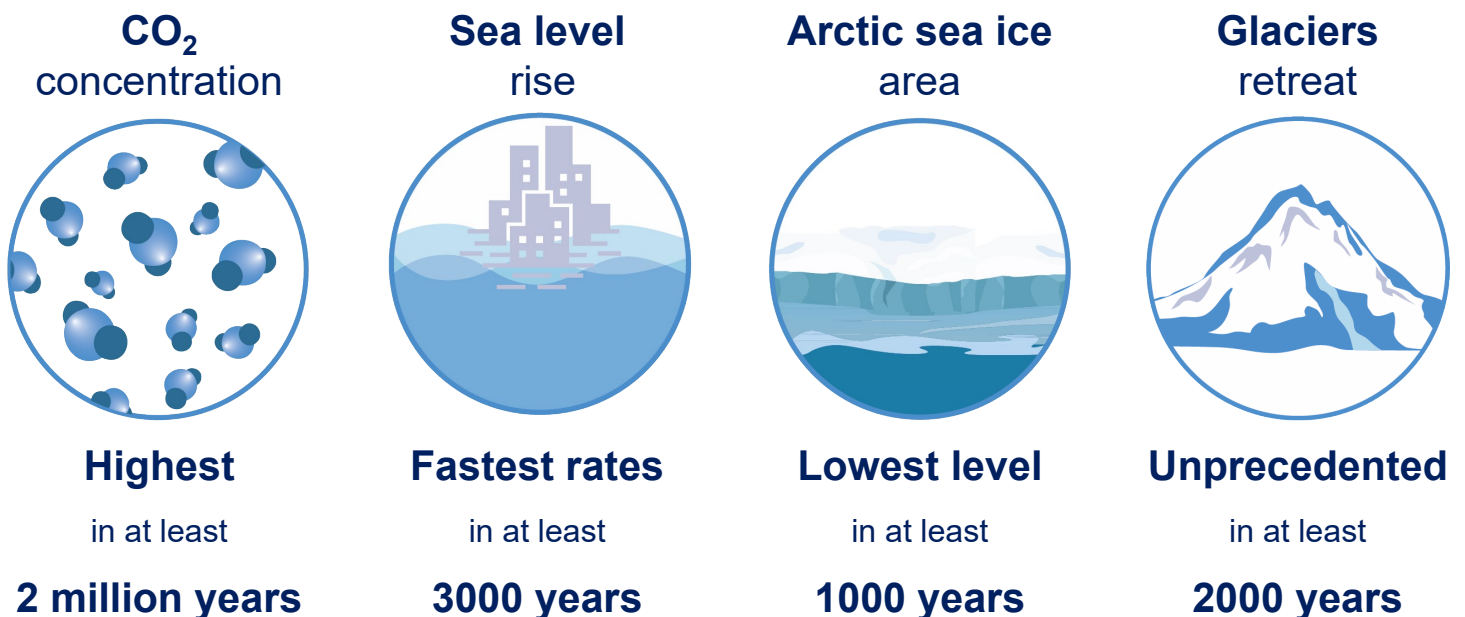 CO₂
concentration
Highest
in at least
2 million years
Sea level
rise
Fastest rates
in at least
3000 years
Arctic sea ice
area
Lowest level
in at least
1000 years
Glaciers
retreat
Unprecedented
in at least
2000 years